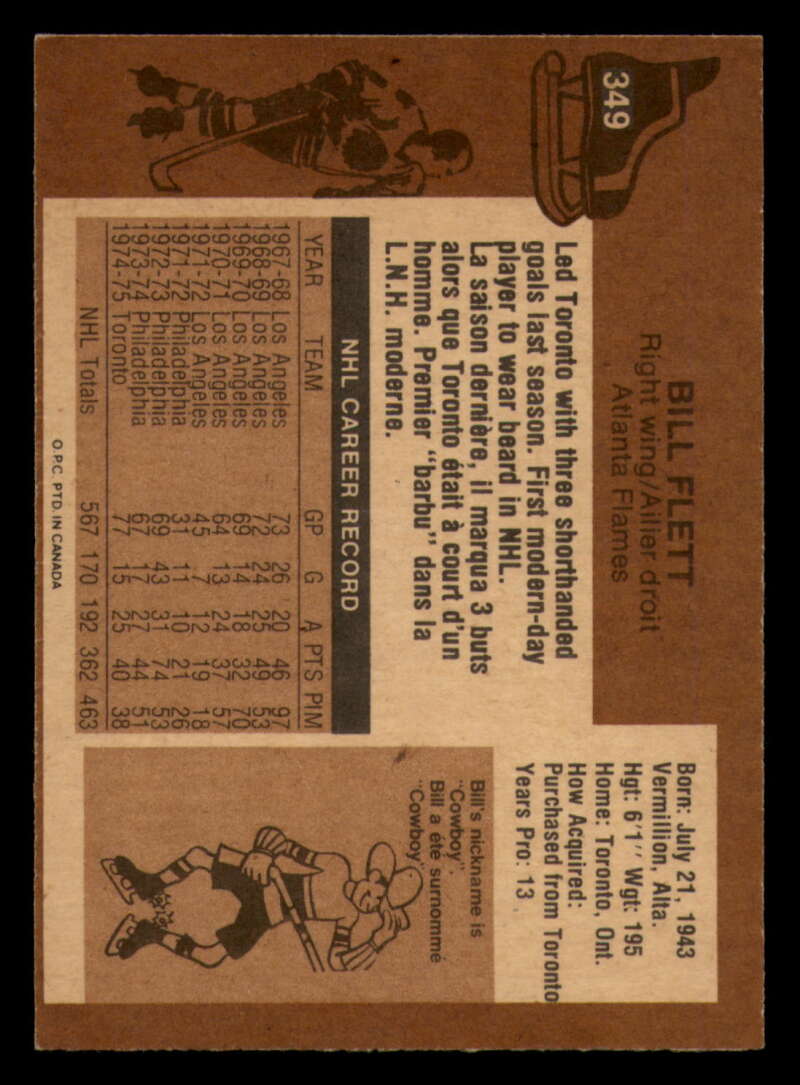 349
BILL FLETT
Right wing/Ailier droit
Atlanta Flames
Born: July 21, 1943
Vermillion, Alta.
Hgt: 6'1'' Wgt: 195
Home: Toronto, Ont.
How Acquired:
Purchased from Toronto
Years Pro: 13
Led Toronto with three shorthanded
goals last season. First modern-day
player to wear beard in NHL.
La saison dernière, il marqua 3 buts
alors que Toronto était à court d'un
homme. Premier "barbu" dans la
L.N.H. moderne.
NHL CAREER RECORD
YEAR TEAM GP G A PTS PIM
1967-68 Los Angeles 73 26 20 46 97
1968-69 Los Angeles 72 24 25 49 53
1969-70 Los Angeles 69 14 18 32 70
1970-71 Los Angeles 64 13 24 37 57
1971-72 Los Angeles 45 7 12 19 18
1971-72 Philadelphia 31 11 10 21 26
1972-73 Philadelphia 69 43 31 74 53
1973-74 Philadelphia 67 17 27 44 51
1974-75 Toronto 77 15 25 40 38
NHL Totals 567 170 192 362 463
Bill's nickname is
"Cowboy"
Bill a été surnommé
"Cowboy"
O.P.C. PTD. IN CANADA